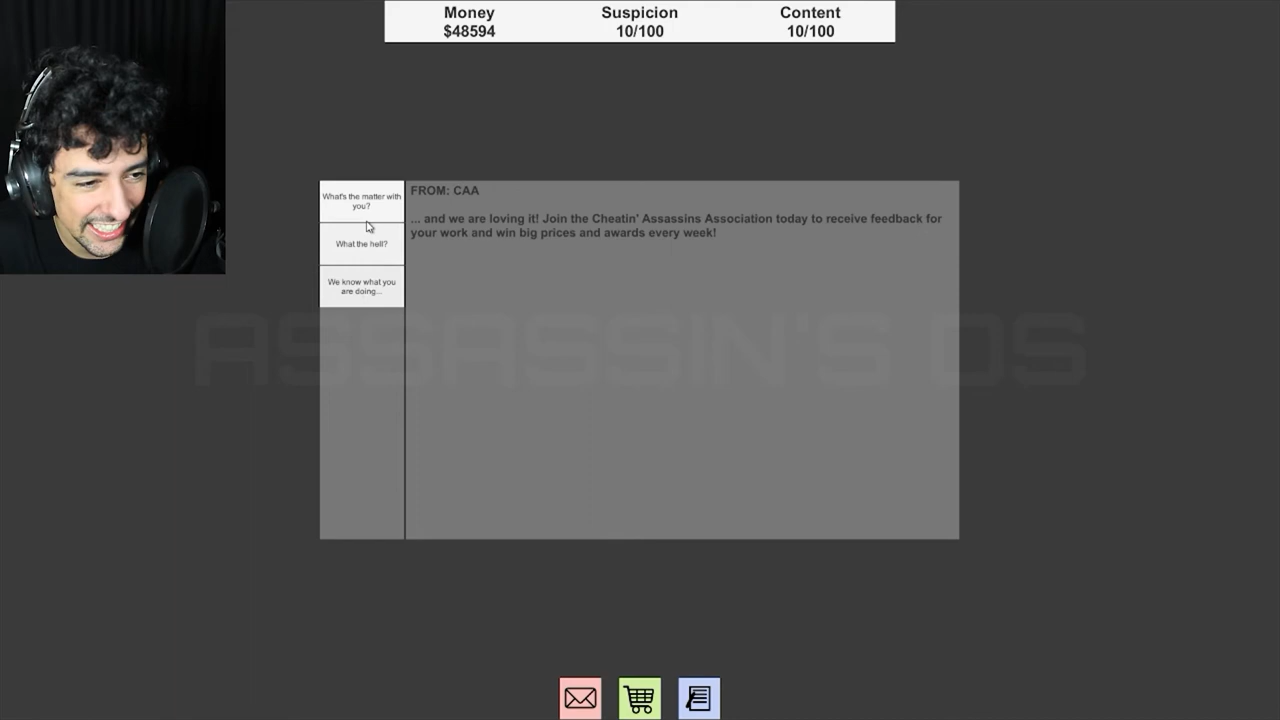 Money
$48594
Suspicion
10/100
Content
10/100
What's the matter with
you?
What the hell?
We know what you
are doing...
FROM: CAA
... and we are loving it! Join the Cheatin' Assassins Association today to receive feedback for
your work and win big prices and awards every week!
ASSASSIN'S OS